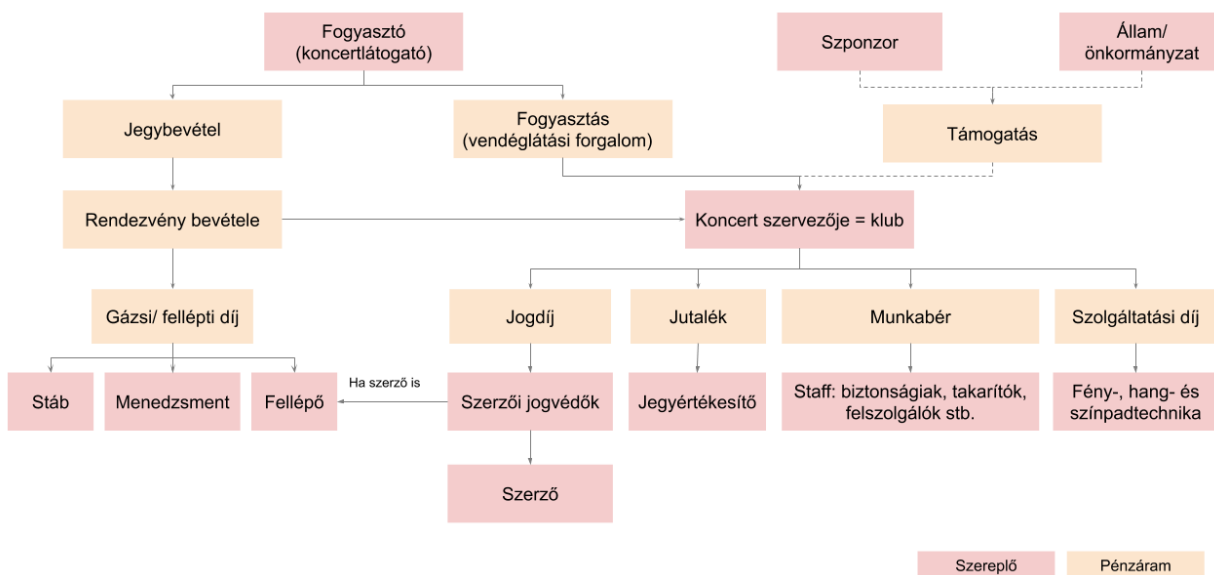 Fogyasztó
(koncertlátogató)
Szponzor
Állam/
önkormányzat
Jegybevétel
Fogyasztás
(vendéglátási forgalom)
Támogatás
Rendezvény bevétele
Koncert szervezője = klub
Gázsi/ fellépti díj
Jogdíj
Jutalék
Munkabér
Szolgáltatási díj
Stáb
Menedzsment
Fellépő
Ha szerző is
Szerzői jogvédők
Jegyértékesítő
Staff: biztonságiak, takarítók,
felszolgálók stb.
Fény-, hang- és
színpadtechnika
Szerző
Szereplő
Pénzáram